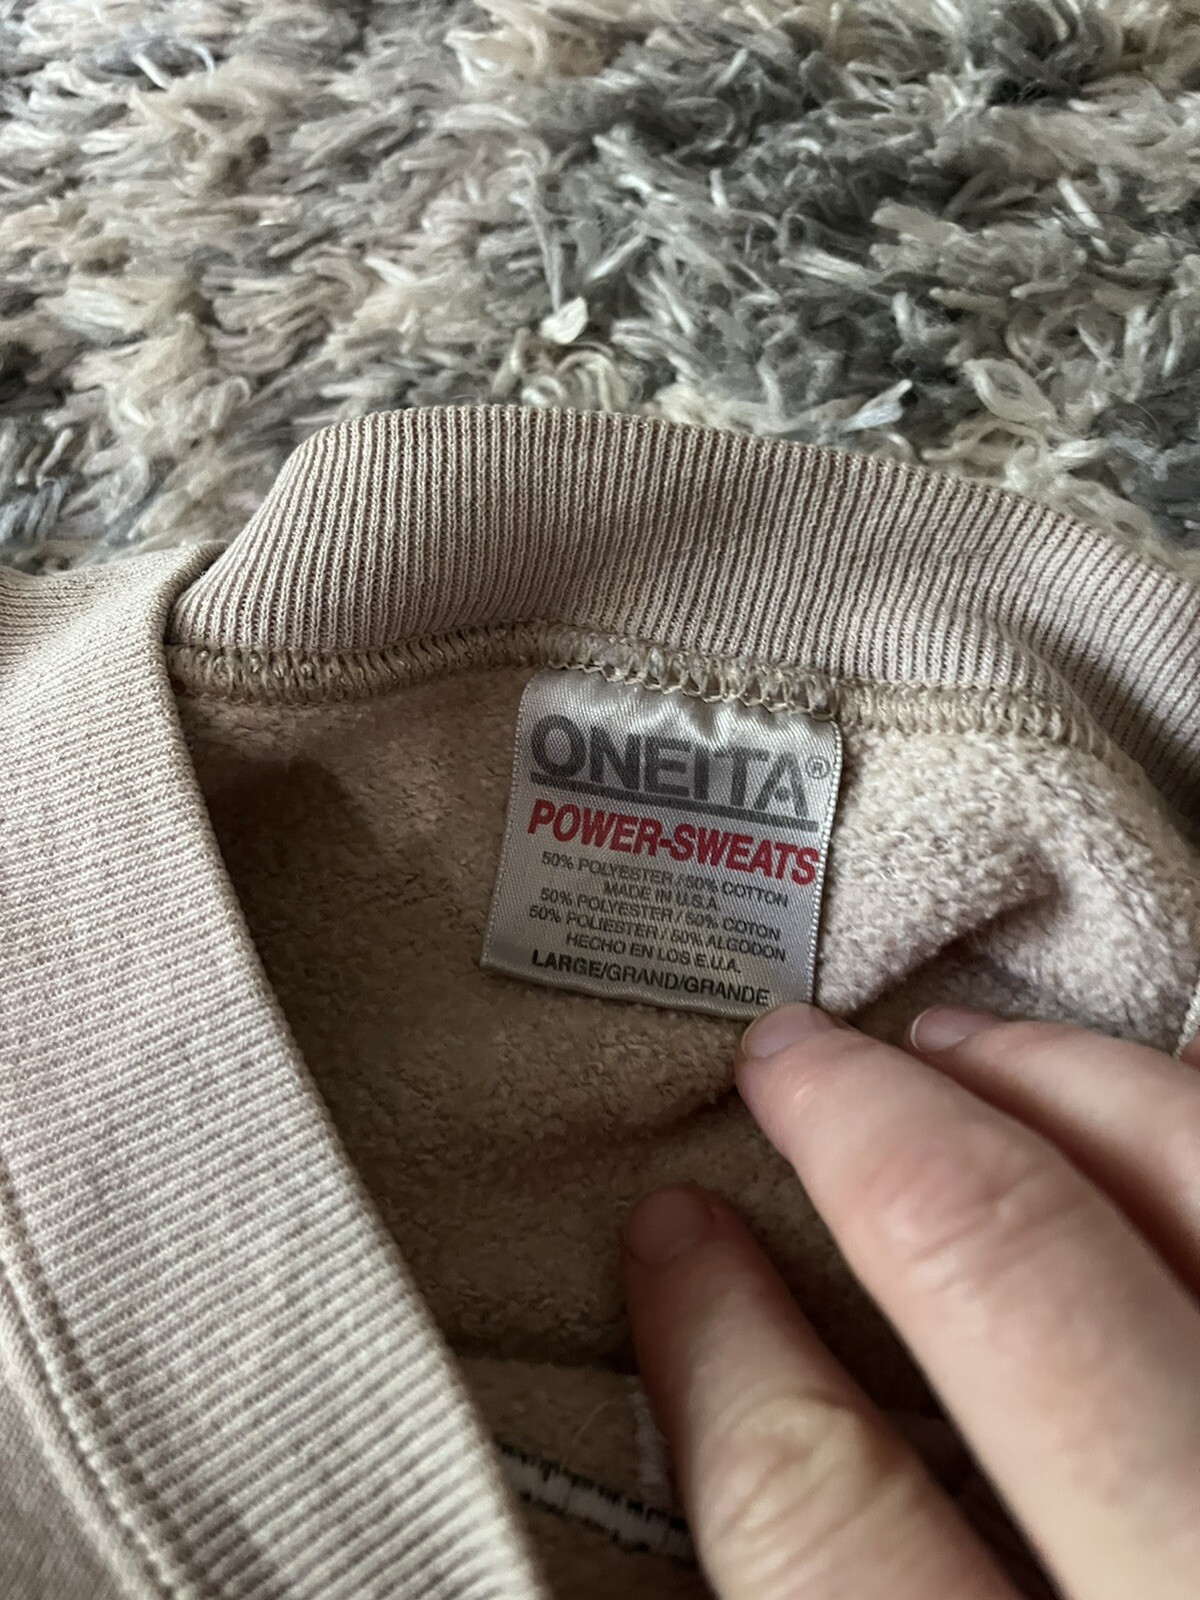 ONEITA®
POWER-SWEATS
50% POLYESTER / 50% COTTON
MADE IN U.S.A.
50% POLYESTER / 50% COTON
50% POLIESTER / 50% ALGODON
HECHO EN LOS E.U.A.
LARGE/GRAND/GRANDE